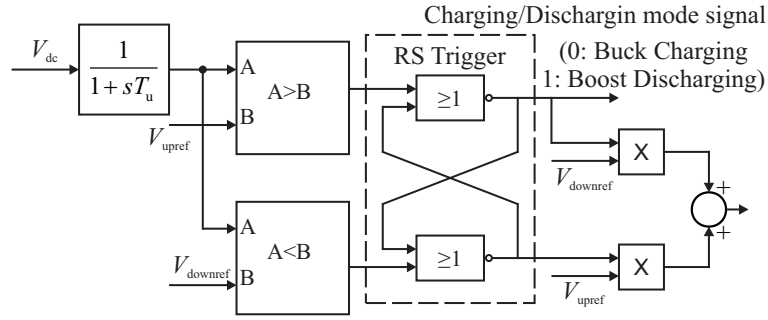 Charging/Dischargin mode signal
(0: Buck Charging
1: Boost Discharging)
RS Trigger
V_dc
1
1+sT_u
A
A>B
B
V_upref
≥1
X
V_downref
+
+
A
A<B
B
V_downref
≥1
X
V_upref